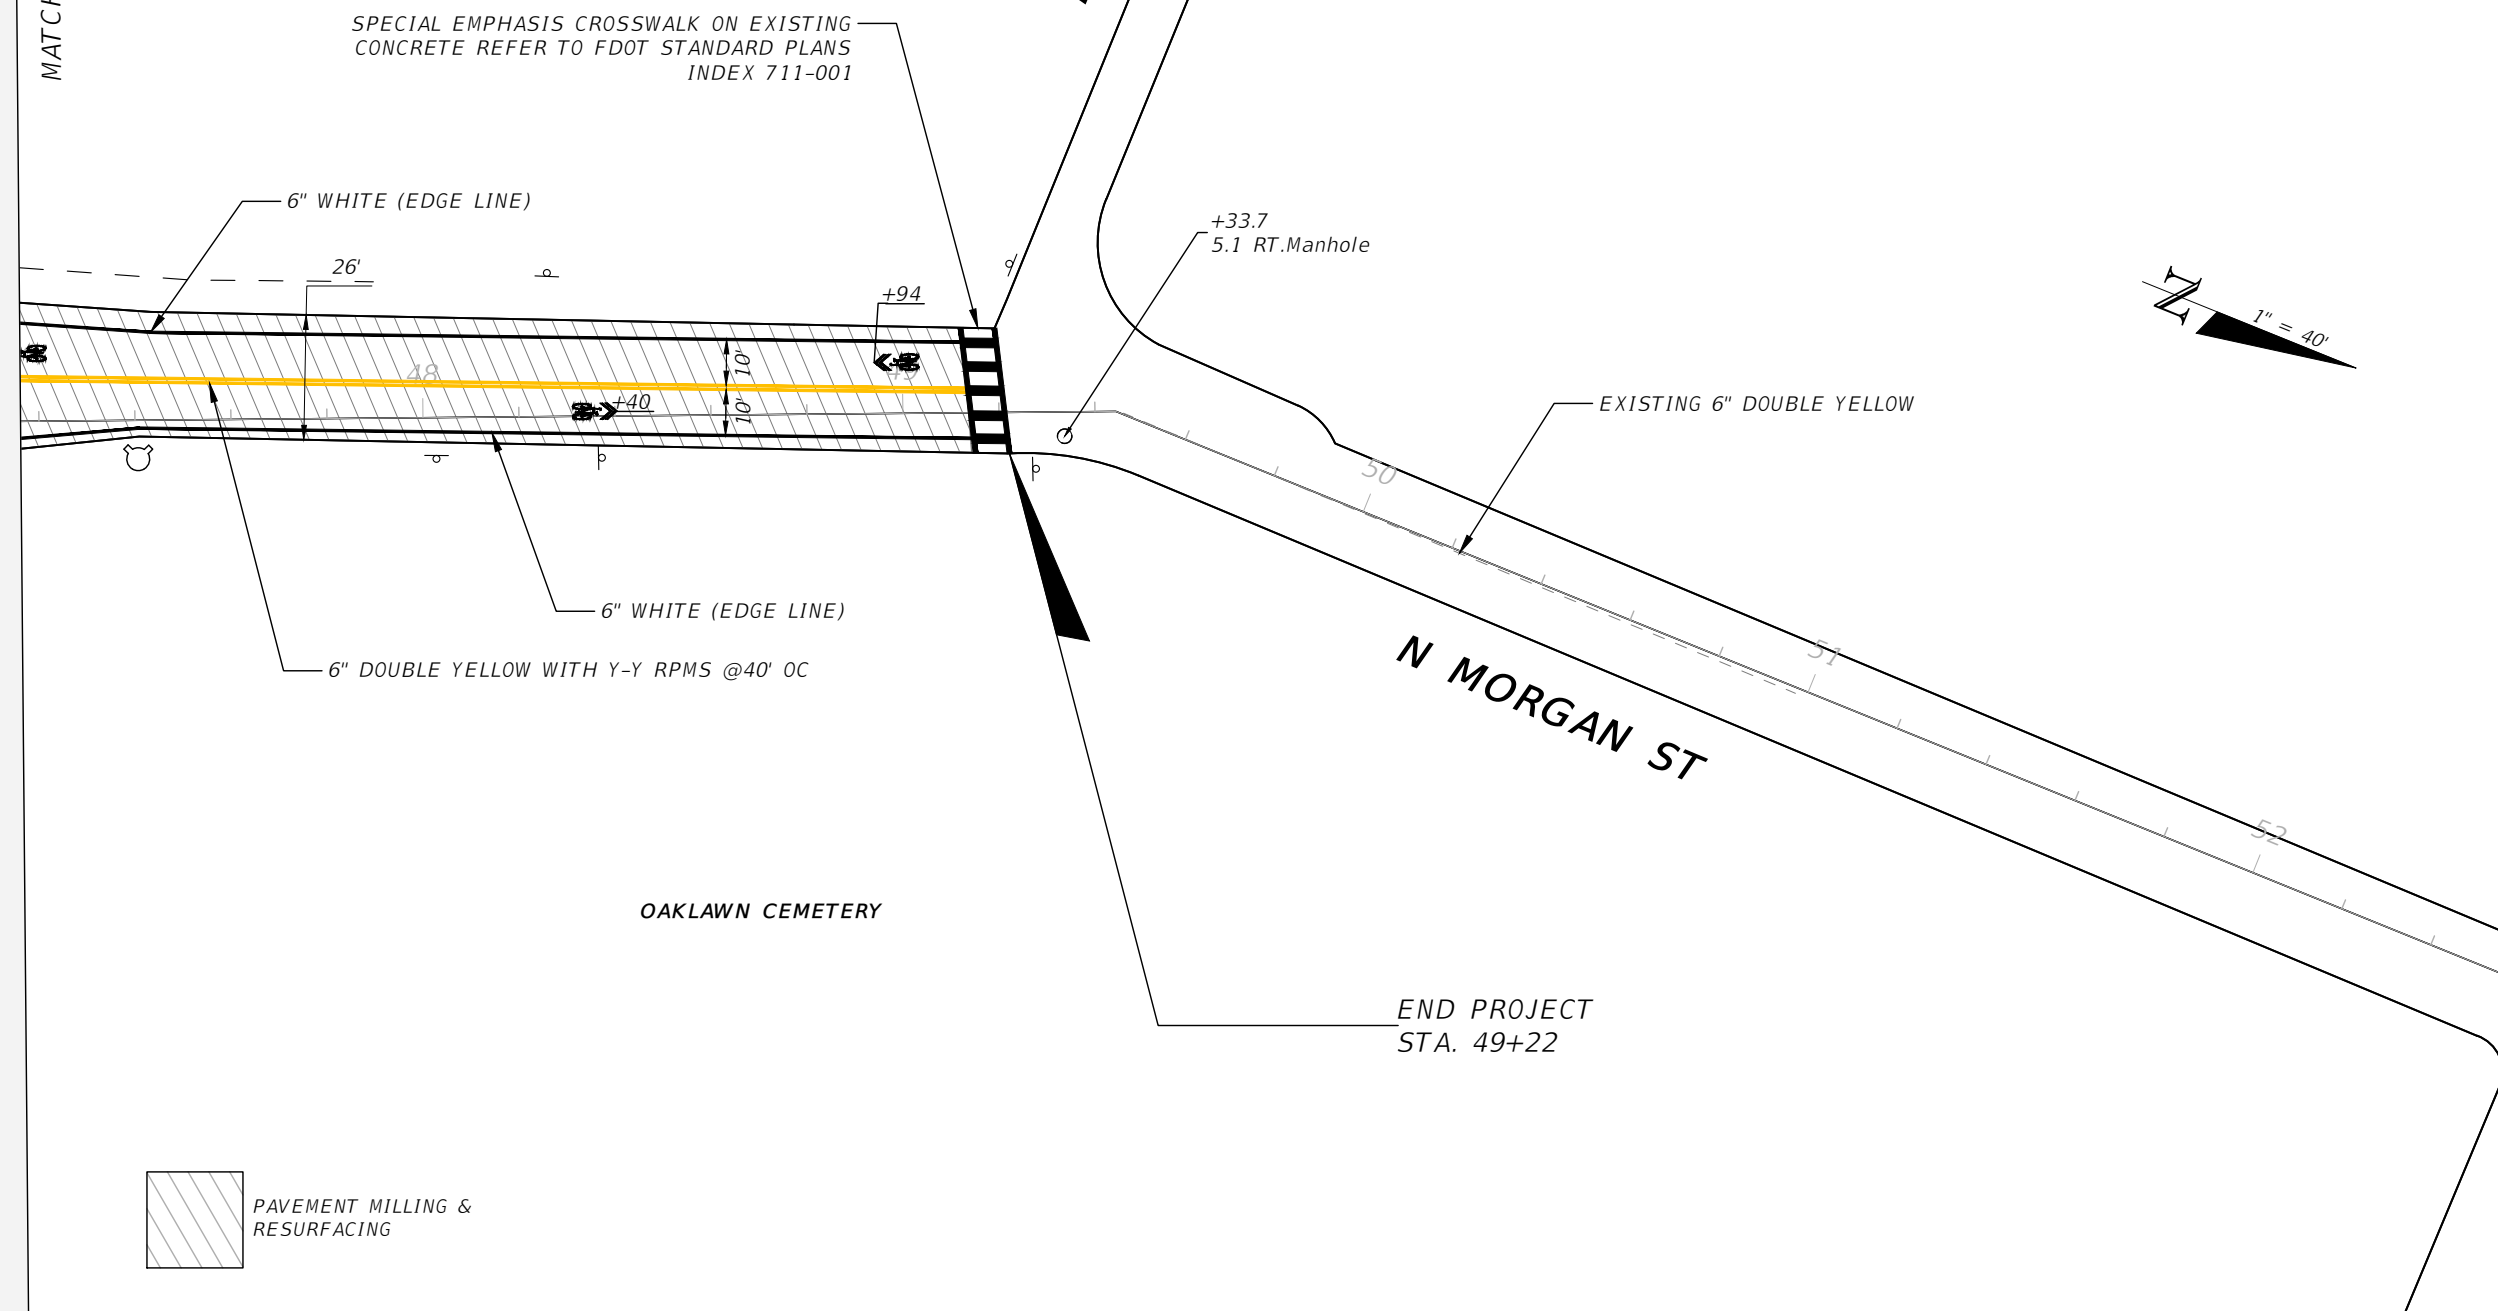 MATCH
SPECIAL EMPHASIS CROSSWALK ON EXISTING
CONCRETE REFER TO FDOT STANDARD PLANS
INDEX 711-001
6" WHITE (EDGE LINE)
+33.7
5.1 RT.Manhole
26'
+94
N
1" = 40'
10'
48
49
10'
+40
EXISTING 6" DOUBLE YELLOW
50
6" WHITE (EDGE LINE)
6" DOUBLE YELLOW WITH Y-Y RPMS @40' OC
51
N MORGAN ST
52
OAKLAWN CEMETERY
END PROJECT
STA. 49+22
PAVEMENT MILLING &
RESURFACING